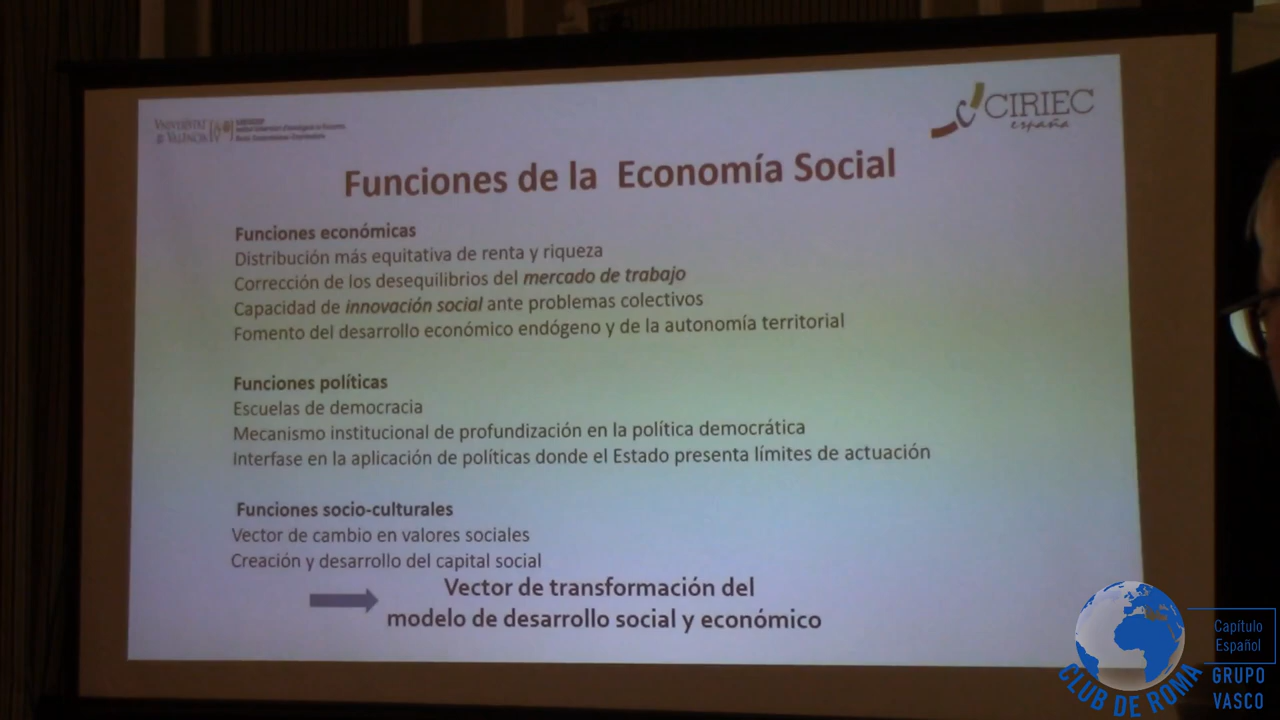 VNIVERSITAT
DE VALÈNCIA
CIRIEC
españa
Funciones de la Economía Social
Funciones económicas
Distribución más equitativa de renta y riqueza
Corrección de los desequilibrios del mercado de trabajo
Capacidad de innovación social ante problemas colectivos
Fomento del desarrollo económico endógeno y de la autonomía territorial
Funciones políticas
Escuelas de democracia
Mecanismo institucional de profundización en la política democrática
Interfase en la aplicación de políticas donde el Estado presenta límites de actuación
Funciones socio-culturales
Vector de cambio en valores sociales
Creación y desarrollo del capital social
Vector de transformación del
modelo de desarrollo social y económico
CLUB DE ROMA
Capítulo
Español
GRUPO
VASCO